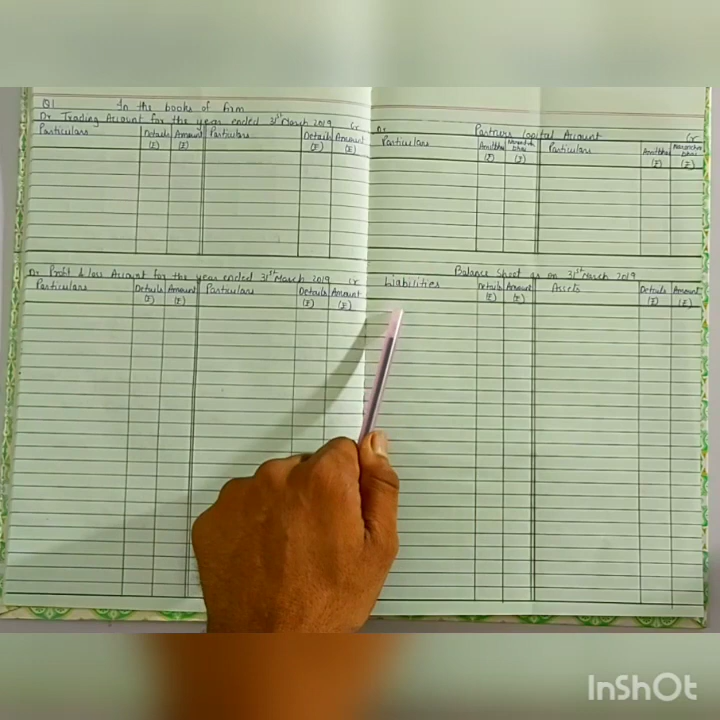 Q1 In the books of firm
Dr. Trading Account for the year ended 31st March 2019 Cr
Particulars Details (₹) Amount (₹) Particulars Details (₹) Amount (₹)
Dr. Partners Capital Account Cr
Particulars Amitbhai (₹) (₹) Particulars Amitbhai (₹) bhai (₹)
Dr. Profit & loss Account for the year ended 31st March 2019 Cr
Particulars Details (₹) Amount (₹) Particulars Details (₹) Amount (₹)
Balance Sheet as on 31st March 2019
Liabilities Details (₹) Amount (₹) Assets Details (₹) Amount (₹)
InShOt